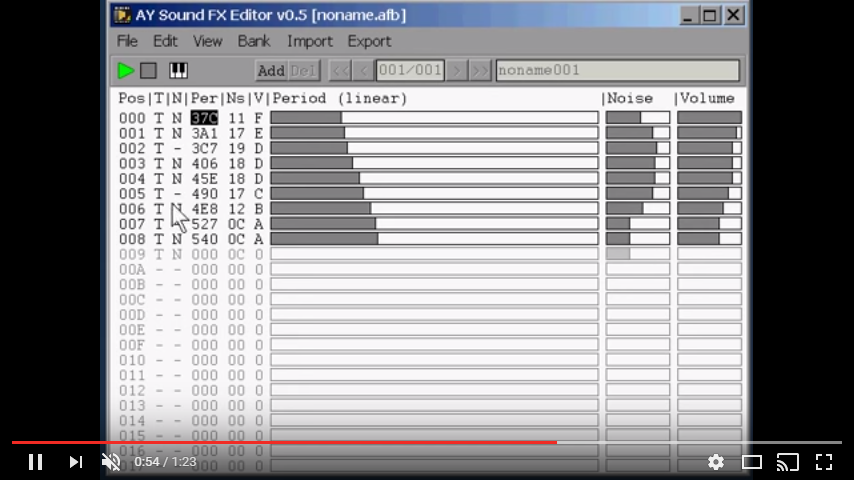 AY Sound FX Editor v0.5 [noname.afb]
File Edit View Bank Import Export
Add Del << < 001/001 > >> noname001
Pos|T|N|Per|Ns|V|Period (linear) |Noise |Volume
000 T N 37C 11 F
001 T N 3A1 17 E
002 T - 3C7 19 D
003 T N 406 18 D
004 T N 45E 18 D
005 T - 490 17 C
006 T N 4E8 12 B
007 T 527 0C A
008 T N 540 0C A
009 T N 000 0C 0
00A - - 000 00 0
00B - - 000 00 0
00C - - 000 00 0
00D - - 000 00 0
00E - - 000 00 0
00F - - 000 00 0
010 - - 000 00 0
011 - - 000 00 0
012 - - 000 00 0
013 - - 000 00 0
014 - - 000 00 0
015 - - 000 00 0
016 - - 000 00 0
0:54 / 1:23